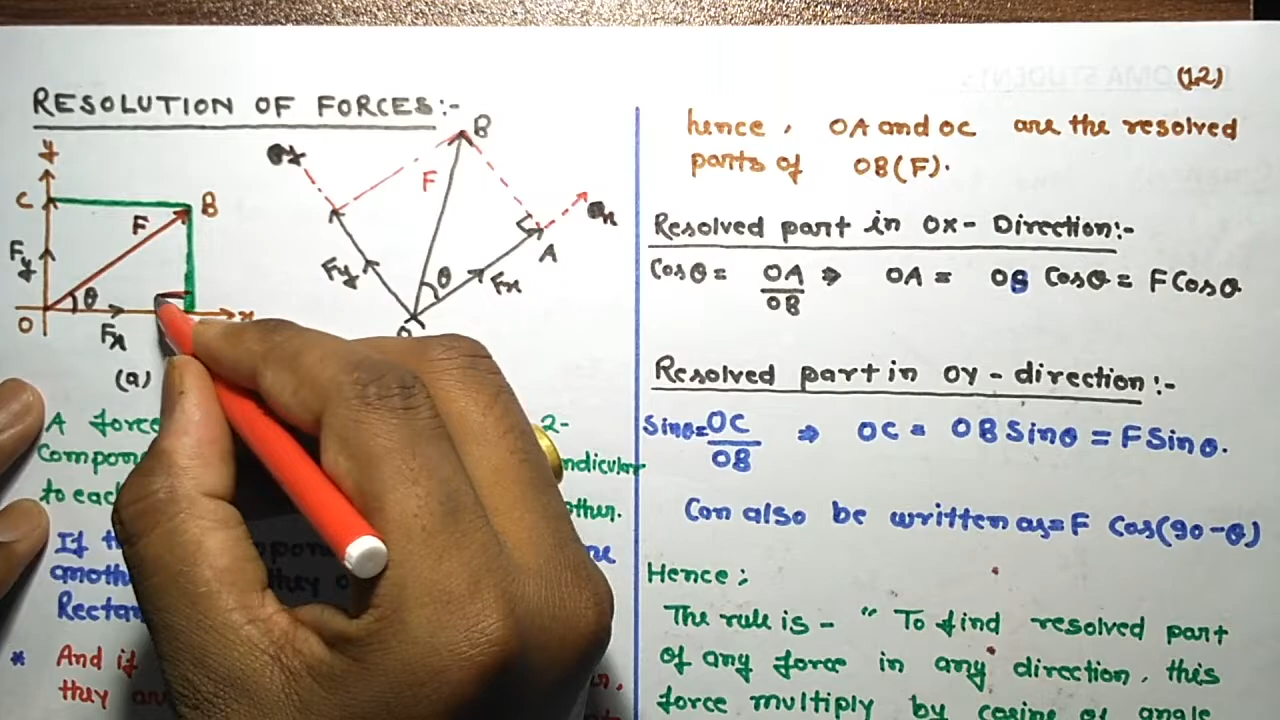 (12)
RESOLUTION OF FORCES:-
y
C
B
F
Fy
θ
O
Fx
x
(a)
B
F
Fy
θ
Fx
A
A force 2-
Compon ndicular
to each other.
If th
anoth
Rectan
* And if
they are
hence, OA and OC are the resolved
parts of OB(F).
Resolved part in OX- Direction:-
Cosθ = OA/OB ⇒ OA = OB Cosθ = F Cosθ
Resolved part in OY-direction:-
Sinθ = OC/OB ⇒ OC = OB Sinθ = F Sinθ.
Can also be written as = F Cos(90-θ)
Hence;
The rule is - " To find resolved part
of any force in any direction, this
force multiply by cosine of angle